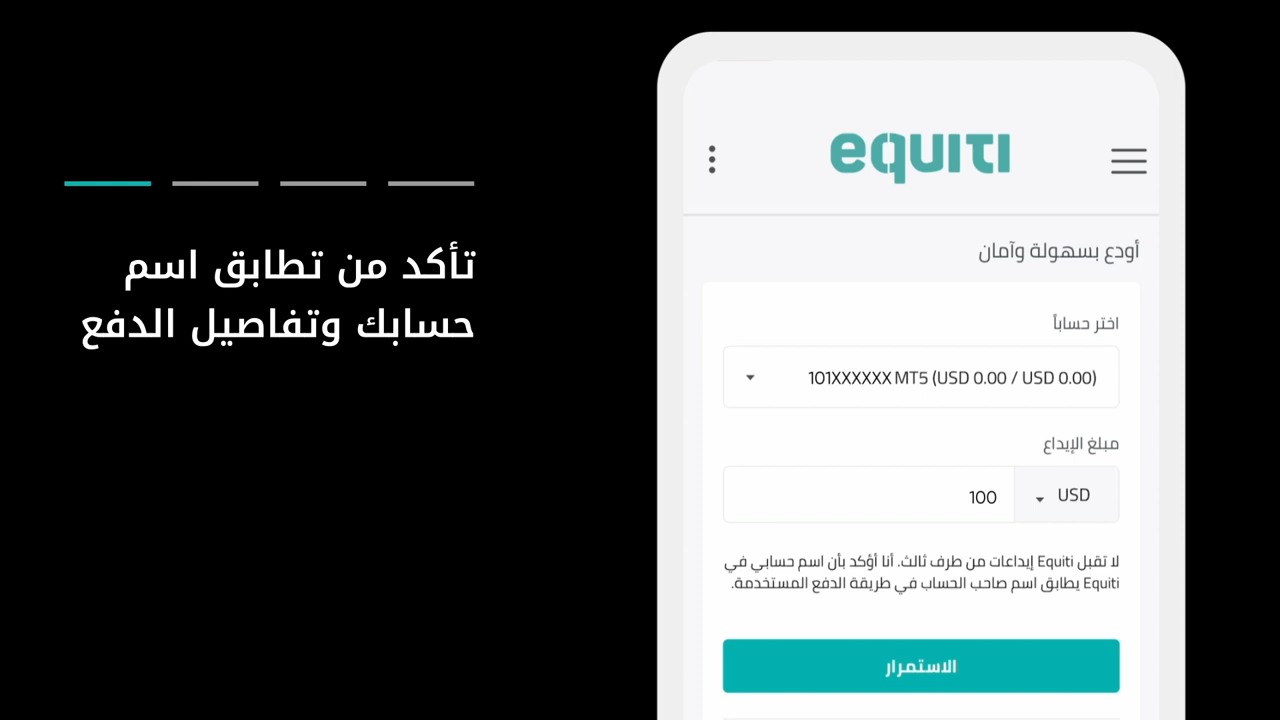 تأكد من تطابق اسم
حسابك وتفاصيل الدفع
equiti
أودع بسهولة وآمان
اختر حساباً
101XXXXXX MT5 (USD 0.00 / USD 0.00)
مبلغ الإيداع
USD
100
لا تقبل Equiti إيداعات من طرف ثالث. أنا أؤكد بأن اسم حسابي في
Equiti يطابق اسم صاحب الحساب في طريقة الدفع المستخدمة.
الاستمرار